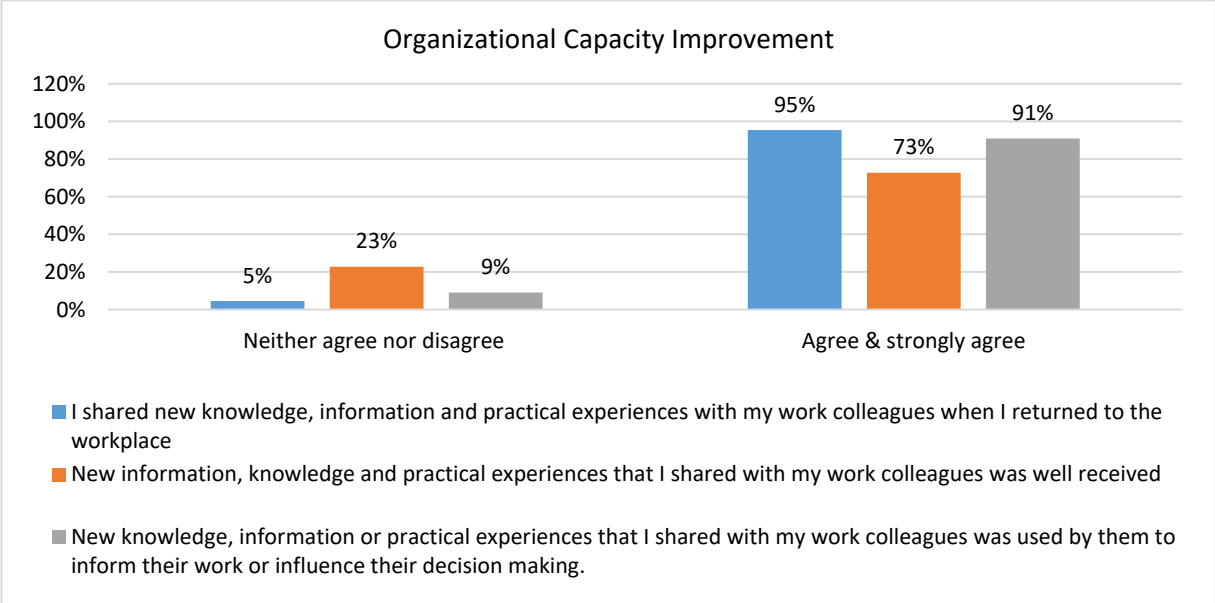 Organizational Capacity Improvement
120%
100%
80%
60%
40%
20%
0%
5%
23%
9%
95%
73%
91%
Neither agree nor disagree
Agree & strongly agree
I shared new knowledge, information and practical experiences with my work colleagues when I returned to the
workplace
New information, knowledge and practical experiences that I shared with my work colleagues was well received
New knowledge, information or practical experiences that I shared with my work colleagues was used by them to
inform their work or influence their decision making.